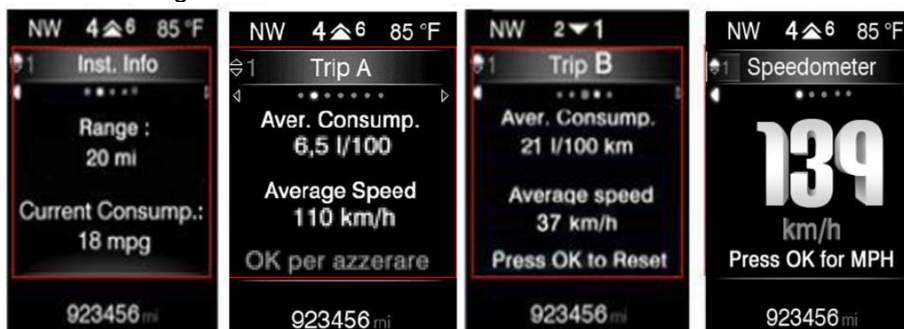 NW 4 6 85 °F
1 Inst. Info
Range :
20 mi
Current Consump.:
18 mpg
923456 mi
NW 4 6 85 °F
1 Trip A
Aver. Consump.
6,5 l/100
Average Speed
110 km/h
OK per azzerare
923456 mi
NW 2 1
1 Trip B
Aver. Consump.
21 l/100 km
Average speed
37 km/h
Press OK to Reset
923456 mi
NW 4 6 85 °F
1 Speedometer
139
km/h
Press OK for MPH
923456 mi